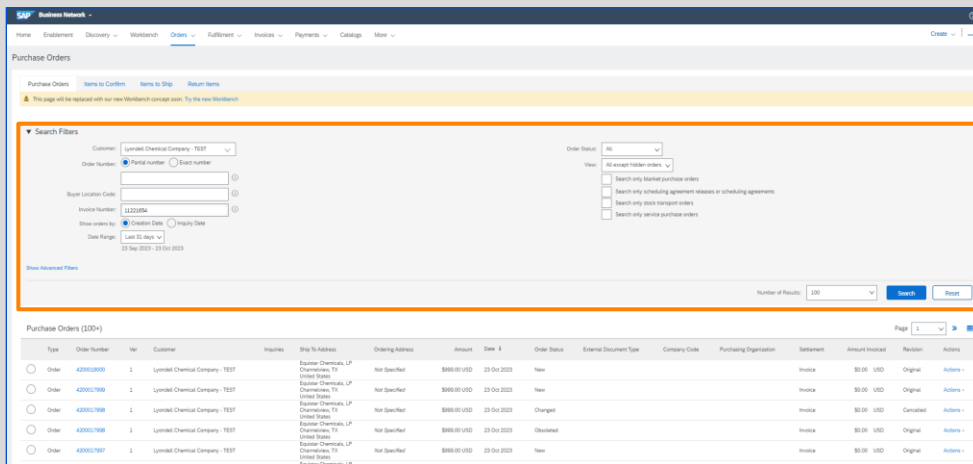 SAP Business Network
Home Enablement Discovery Workbench Orders Fulfillment Invoices Payments Catalogs More Create
Purchase Orders
Purchase Orders Items to Confirm Items to Ship Return Items
This page will be replaced with our new Workbench concept soon. Try the new Workbench
Search Filters
Customer: Lyondell Chemical Company - TEST Order Status: All
Order Number: Partial number Exact number View: All except hidden orders
Search only blanket purchase orders
Buyer Location Code: Search only scheduling agreement releases or scheduling agreements
Search only stock transport orders
Invoice Number: 11221654 Search only service purchase orders
Show orders by: Creation Date Inquiry Date
Date Range: Last 31 days
23 Sep 2023 - 23 Oct 2023
Show Advanced Filters
Number of Results: 100 Search Reset
Purchase Orders (100+) Page 1
Type Order Number Ver Customer Inquiries Ship To Address Ordering Address Amount Date Order Status External Document Type Company Code Purchasing Organization Settlement Amount Invoiced Revision Actions
Equistar Chemicals, LP
Order 4200018000 1 Lyondell Chemical Company - TEST Channelview, TX Not Specified $989.00 USD 23 Oct 2023 New Invoice $0.00 USD Original Actions
United States
Equistar Chemicals, LP
Order 4200017999 1 Lyondell Chemical Company - TEST Channelview, TX Not Specified $989.00 USD 23 Oct 2023 New Invoice $0.00 USD Original Actions
United States
Equistar Chemicals, LP
Order 4200017998 1 Lyondell Chemical Company - TEST Channelview, TX Not Specified $989.00 USD 23 Oct 2023 Changed Invoice $0.00 USD Cancelled Actions
United States
Equistar Chemicals, LP
Order 4200017998 1 Lyondell Chemical Company - TEST Channelview, TX Not Specified $989.00 USD 23 Oct 2023 Obsoleted Invoice $0.00 USD Original Actions
United States
Equistar Chemicals, LP
Order 4200017997 1 Lyondell Chemical Company - TEST Channelview, TX Not Specified $989.00 USD 23 Oct 2023 New Invoice $0.00 USD Original Actions
United States